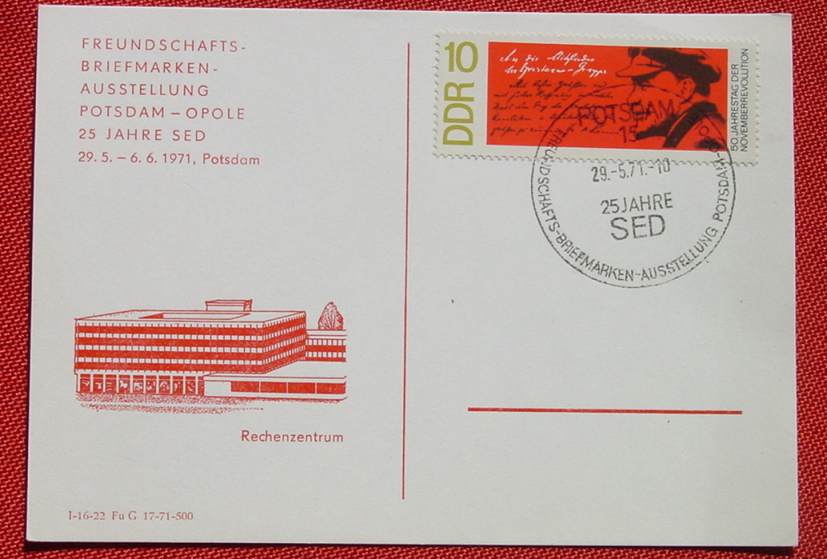 FREUNDSCHAFTS-
BRIEFMARKEN-
AUSSTELLUNG
POTSDAM – OPOLE
25 JAHRE SED
29. 5. – 6. 6. 1971, Potsdam
Rechenzentrum
I-16-22 Fu G 17-71-500
DDR 10
50. JAHRESTAG DER
NOVEMBERREVOLUTION
POTSDAM
15
29.-5.71.-10
25 JAHRE
SED
FREUNDSCHAFTS-BRIEFMARKEN-AUSSTELLUNG POTSDAM-OPOLE